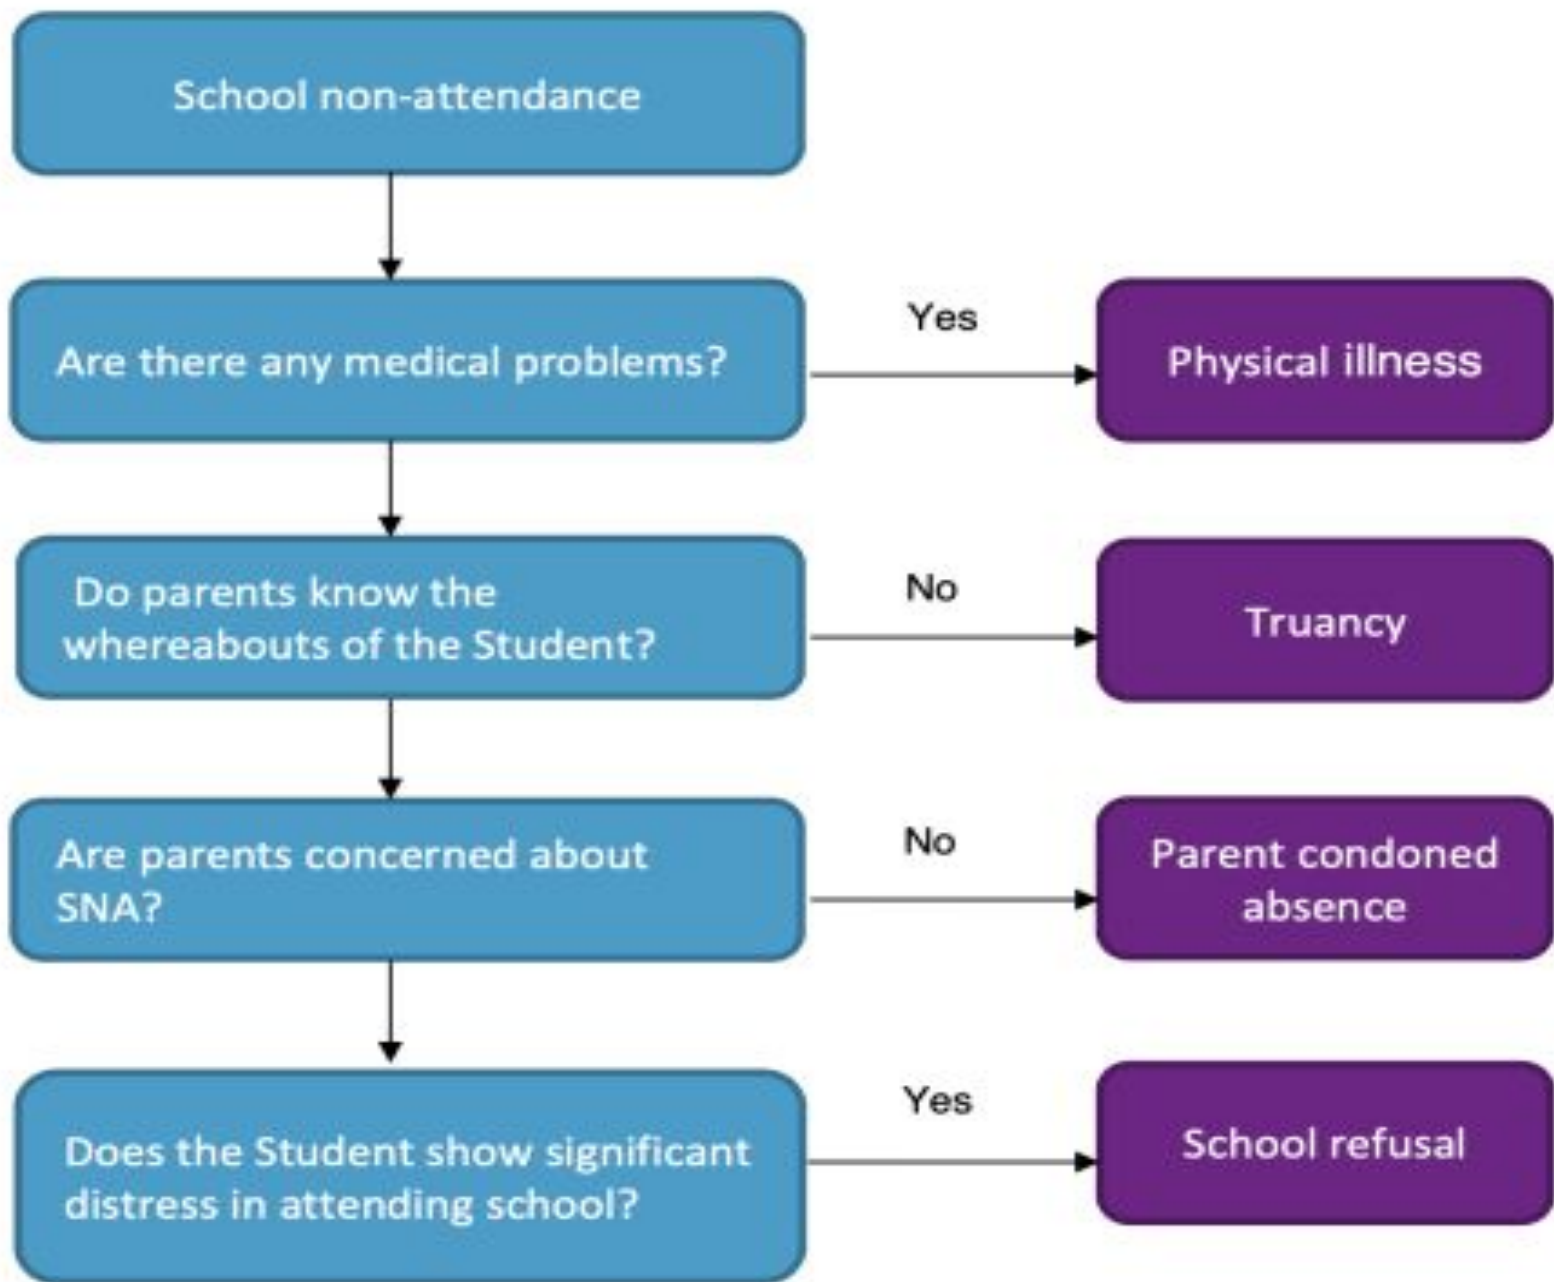 School non-attendance
Are there any medical problems?
Yes
Physical illness
Do parents know the
whereabouts of the Student?
No
Truancy
Are parents concerned about
SNA?
No
Parent condoned
absence
Does the Student show significant
distress in attending school?
Yes
School refusal